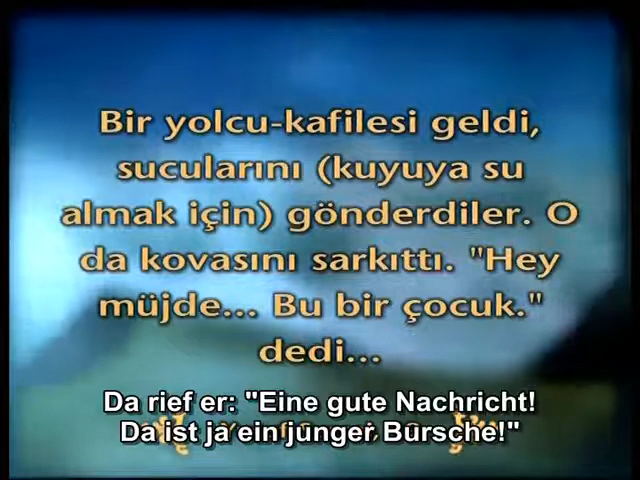 Bir yolcu-kafilesi geldi,
sucularını (kuyuya su
almak için) gönderdiler. O
da kovasını sarkıttı. "Hey
müjde... Bu bir çocuk."
dedi...
Da rief er: "Eine gute Nachricht!
Da ist ja ein junger Bursche!"